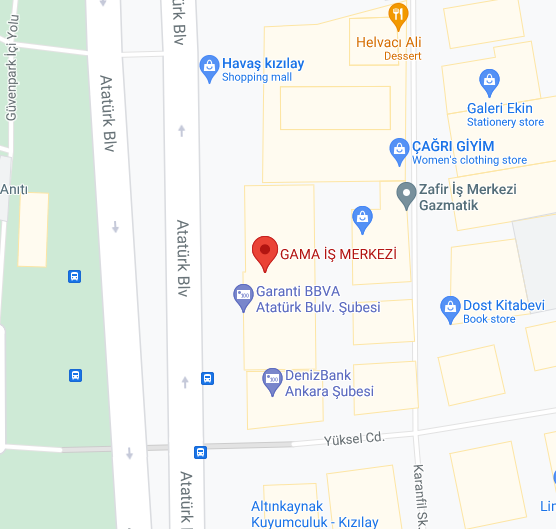 Güvenpark İçi Yolu
Atatürk Blv
Helvacı Ali
Dessert
Havaş kızılay
Shopping mall
Atatürk Blv
Galeri Ekin
Stationery store
ÇAĞRI GİYİM
Women's clothing store
Anıtı
Zafir İş Merkezi
Gazmatik
Atatürk Blv
GAMA İŞ MERKEZİ
Garanti BBVA
Atatürk Bulv. Şubesi
Dost Kitabevi
Book store
DenizBank
Ankara Şubesi
Yüksel Cd.
Karanfil Sk.
Atatürk
Altınkaynak
Kuyumculuk - Kızılay